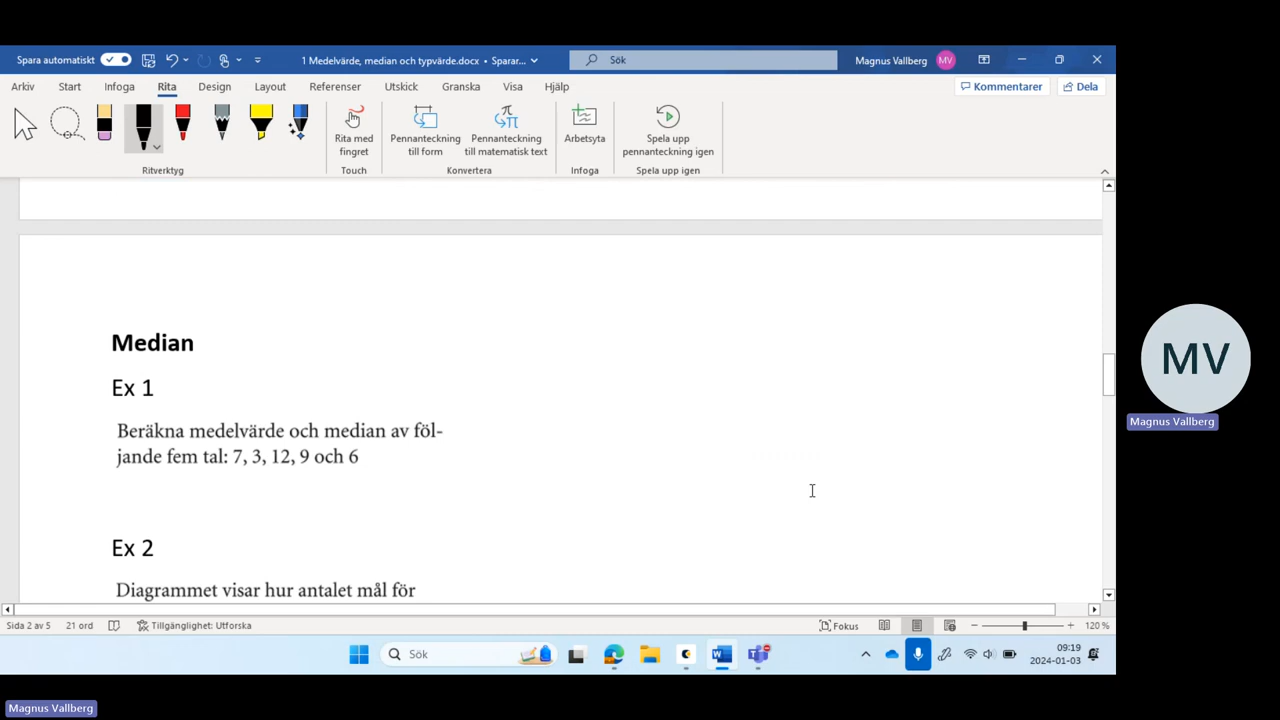 Spara automatiskt
1 Medelvärde, median och typvärde.docx • Sparar...
Sök
Magnus Vallberg MV
Arkiv Start Infoga Rita Design Layout Referenser Utskick Granska Visa Hjälp
Kommentarer Dela
Rita med
fingret
Pennanteckning
till form
Pennanteckning
till matematisk text
Arbetsyta
Spela upp
pennanteckning igen
Ritverktyg Touch Konvertera Infoga Spela upp igen
Median
Ex 1
Beräkna medelvärde och median av föl-
jande fem tal: 7, 3, 12, 9 och 6
Ex 2
Diagrammet visar hur antalet mål för
MV
Magnus Vallberg
Sida 2 av 5 21 ord Tillgänglighet: Utforska Fokus 120 %
Sök
09:19
2024-01-03
Magnus Vallberg